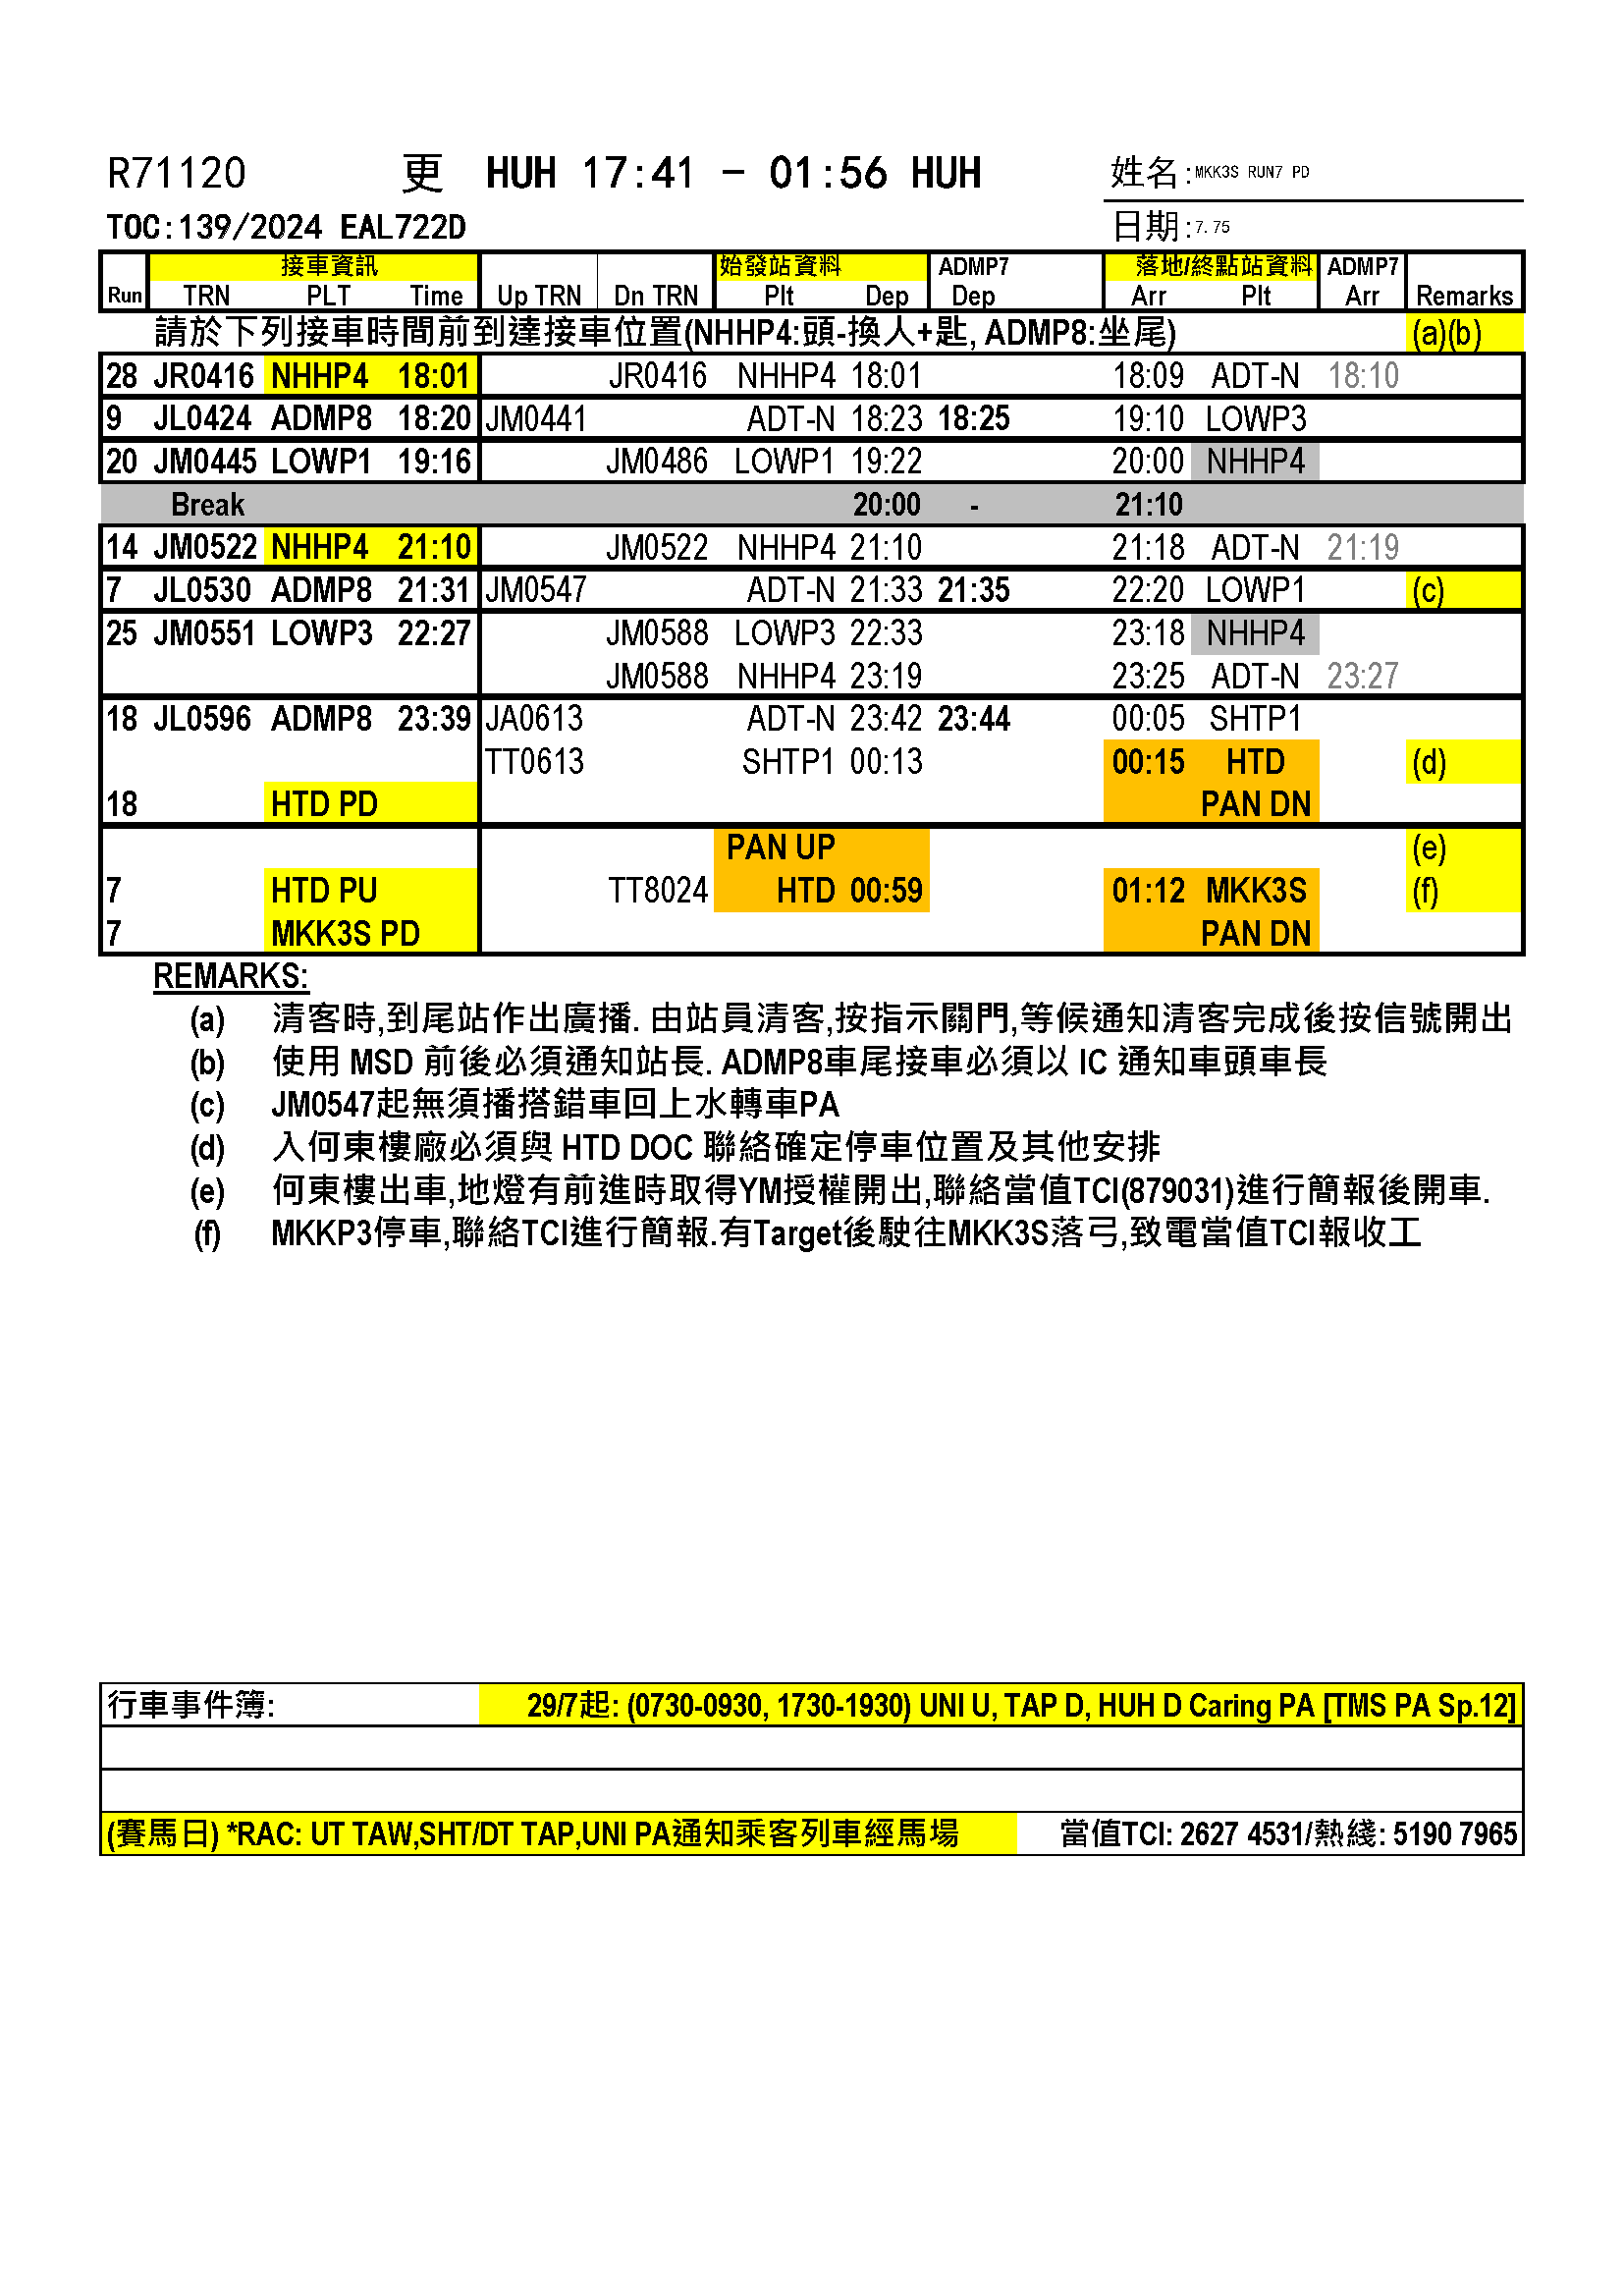 R71120 更 HUH 17:41 - 01:56 HUH 姓名:MKK3S RUN7 PD
TOC:139/2024 EAL722D 日期:7.75
接車資訊 始發站資料 ADMP7 落地/終點站資料 ADMP7
Run TRN PLT Time Up TRN Dn TRN Plt Dep Dep Arr Plt Arr Remarks
請於下列接車時間前到達接車位置(NHHP4:頭-換人+匙, ADMP8:坐尾) (a)(b)
28 JR0416 NHHP4 18:01 JR0416 NHHP4 18:01 18:09 ADT-N 18:10
9 JL0424 ADMP8 18:20 JM0441 ADT-N 18:23 18:25 19:10 LOWP3
20 JM0445 LOWP1 19:16 JM0486 LOWP1 19:22 20:00 NHHP4
Break 20:00 - 21:10
14 JM0522 NHHP4 21:10 JM0522 NHHP4 21:10 21:18 ADT-N 21:19
7 JL0530 ADMP8 21:31 JM0547 ADT-N 21:33 21:35 22:20 LOWP1 (c)
25 JM0551 LOWP3 22:27 JM0588 LOWP3 22:33 23:18 NHHP4
JM0588 NHHP4 23:19 23:25 ADT-N 23:27
18 JL0596 ADMP8 23:39 JA0613 ADT-N 23:42 23:44 00:05 SHTP1
TT0613 SHTP1 00:13 00:15 HTD (d)
18 HTD PD PAN DN
PAN UP (e)
7 HTD PU TT8024 HTD 00:59 01:12 MKK3S (f)
7 MKK3S PD PAN DN
REMARKS:
(a) 清客時,到尾站作出廣播. 由站員清客,按指示關門,等候通知清客完成後按信號開出
(b) 使用 MSD 前後必須通知站長. ADMP8車尾接車必須以 IC 通知車頭車長
(c) JM0547起無須播搭錯車回上水轉車PA
(d) 入何東樓廠必須與 HTD DOC 聯絡確定停車位置及其他安排
(e) 何東樓出車,地燈有前進時取得YM授權開出,聯絡當值TCI(879031)進行簡報後開車.
(f) MKKP3停車,聯絡TCI進行簡報.有Target後駛往MKK3S落弓,致電當值TCI報收工
行車事件簿: 29/7起: (0730-0930, 1730-1930) UNI U, TAP D, HUH D Caring PA [TMS PA Sp.12]
(賽馬日) *RAC: UT TAW,SHT/DT TAP,UNI PA通知乘客列車經馬場 當值TCI: 2627 4531/熱綫: 5190 7965